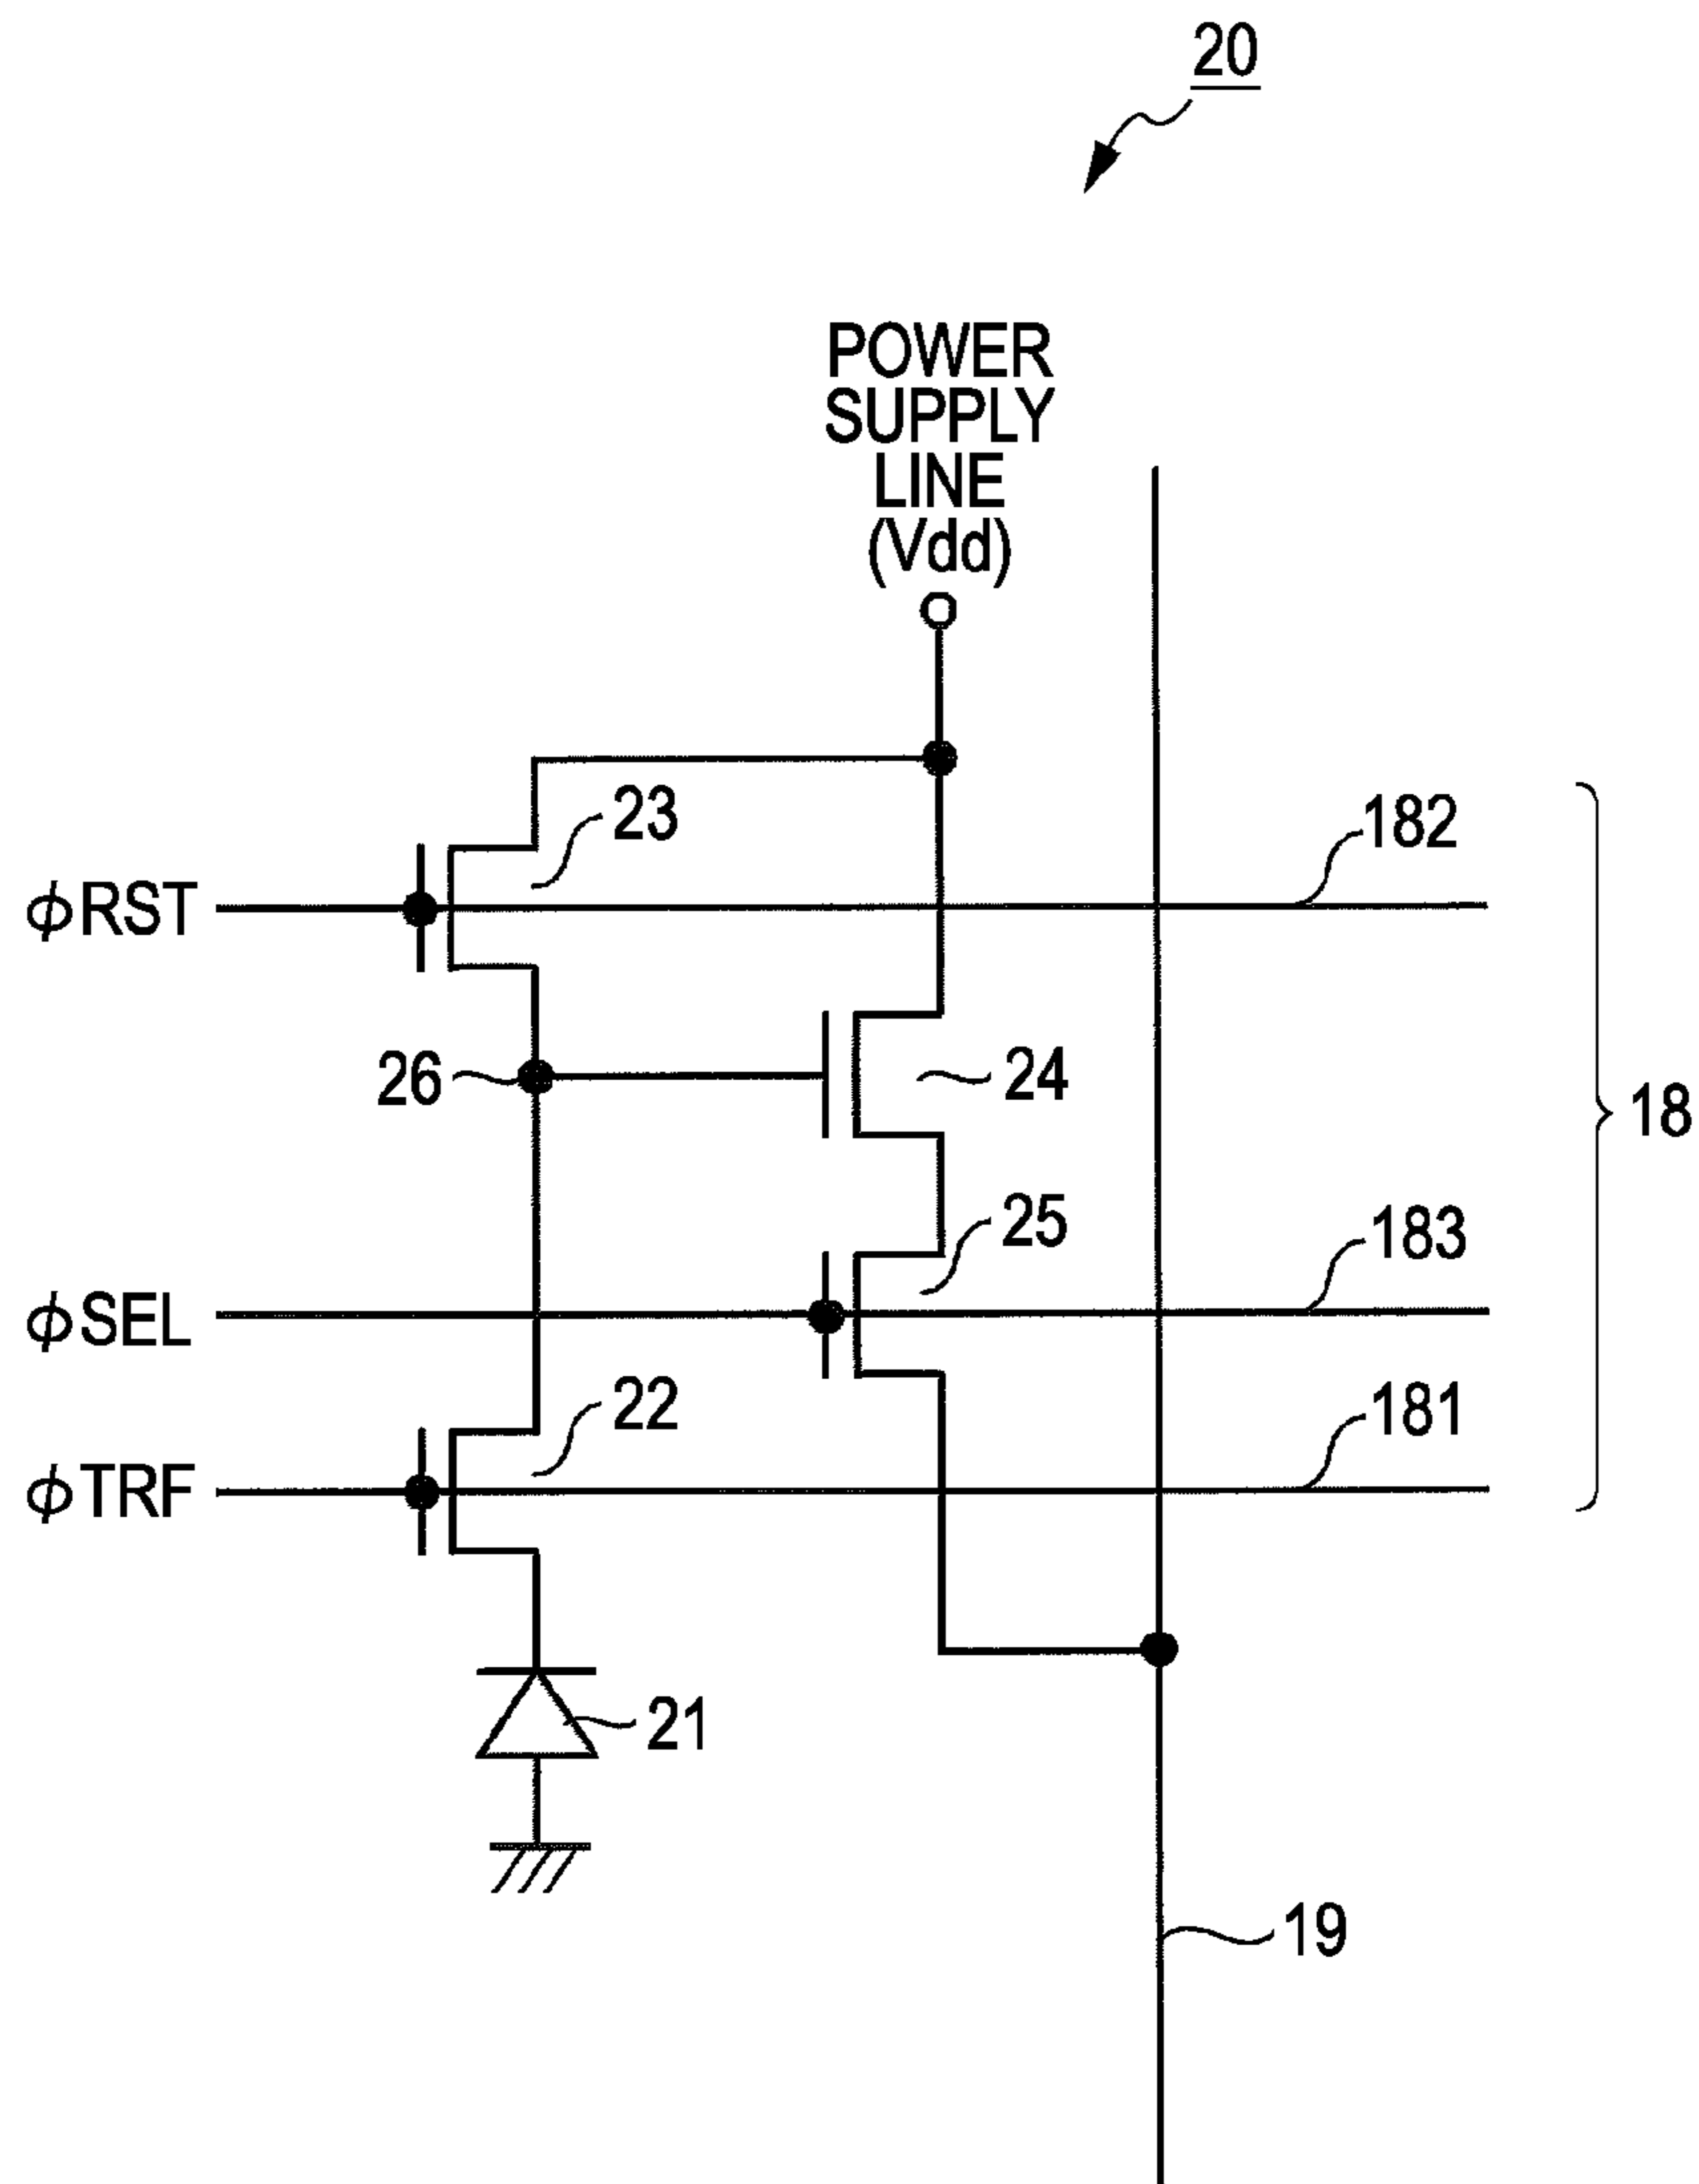 20
POWER
SUPPLY
LINE
(Vdd)
23
182
ϕRST
26
24
18
25
183
ϕSEL
22
181
ϕTRF
21
19